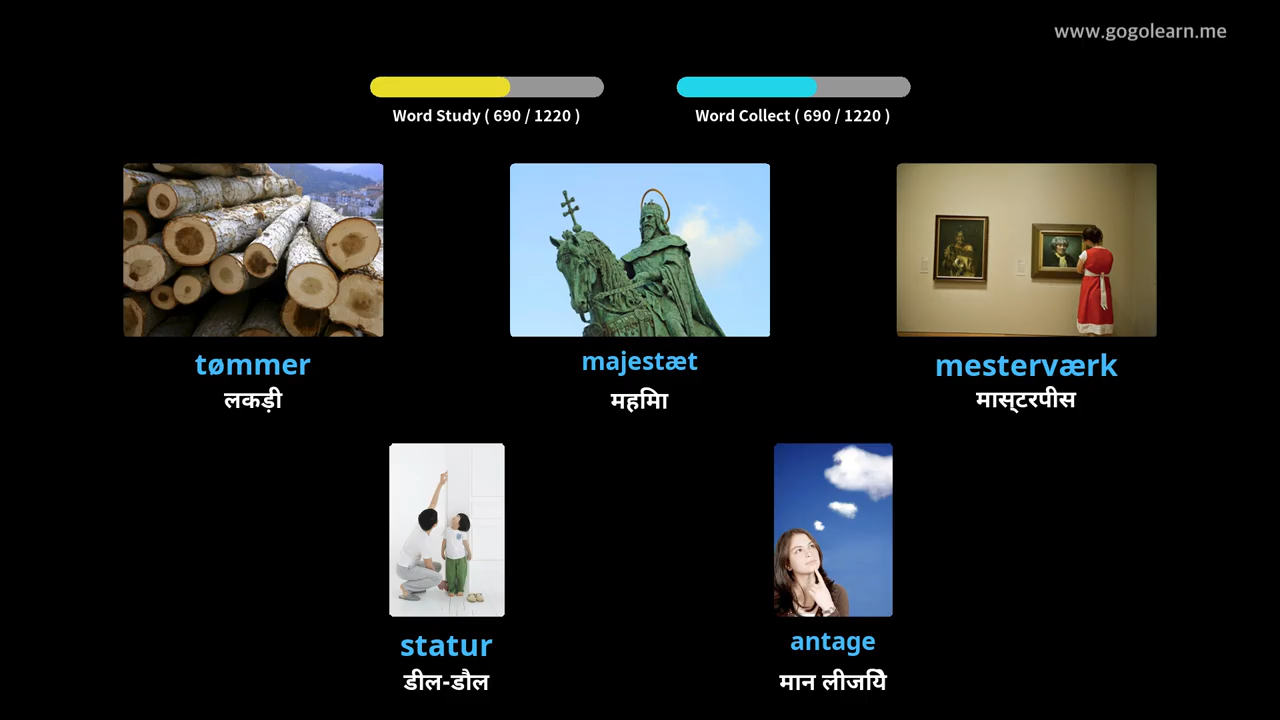 www.gogolearn.me
Word Study ( 690 / 1220 )
Word Collect ( 690 / 1220 )
tømmer
लकड़ी
majestæt
महिमा
mesterværk
मास्टरपीस
statur
डील-डौल
antage
मान लीजिये